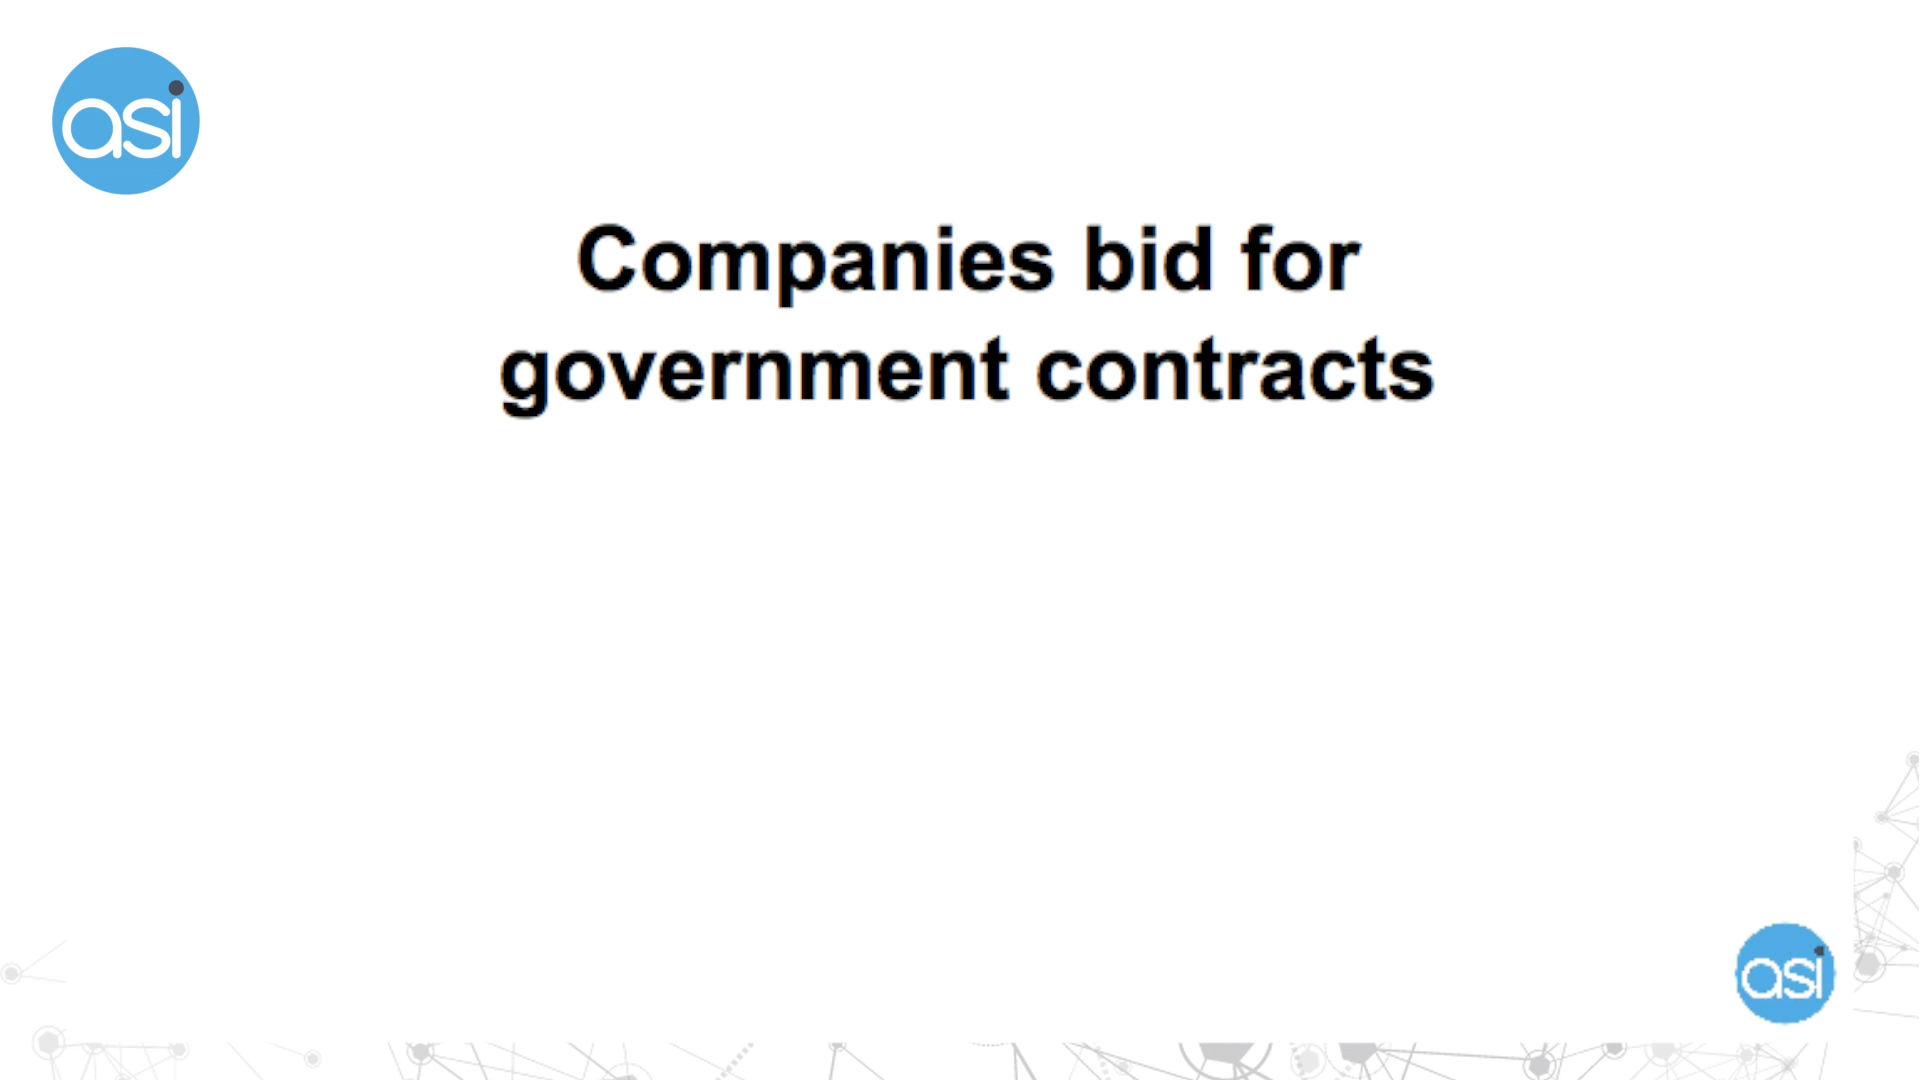 asi
Companies bid for
government contracts
asi